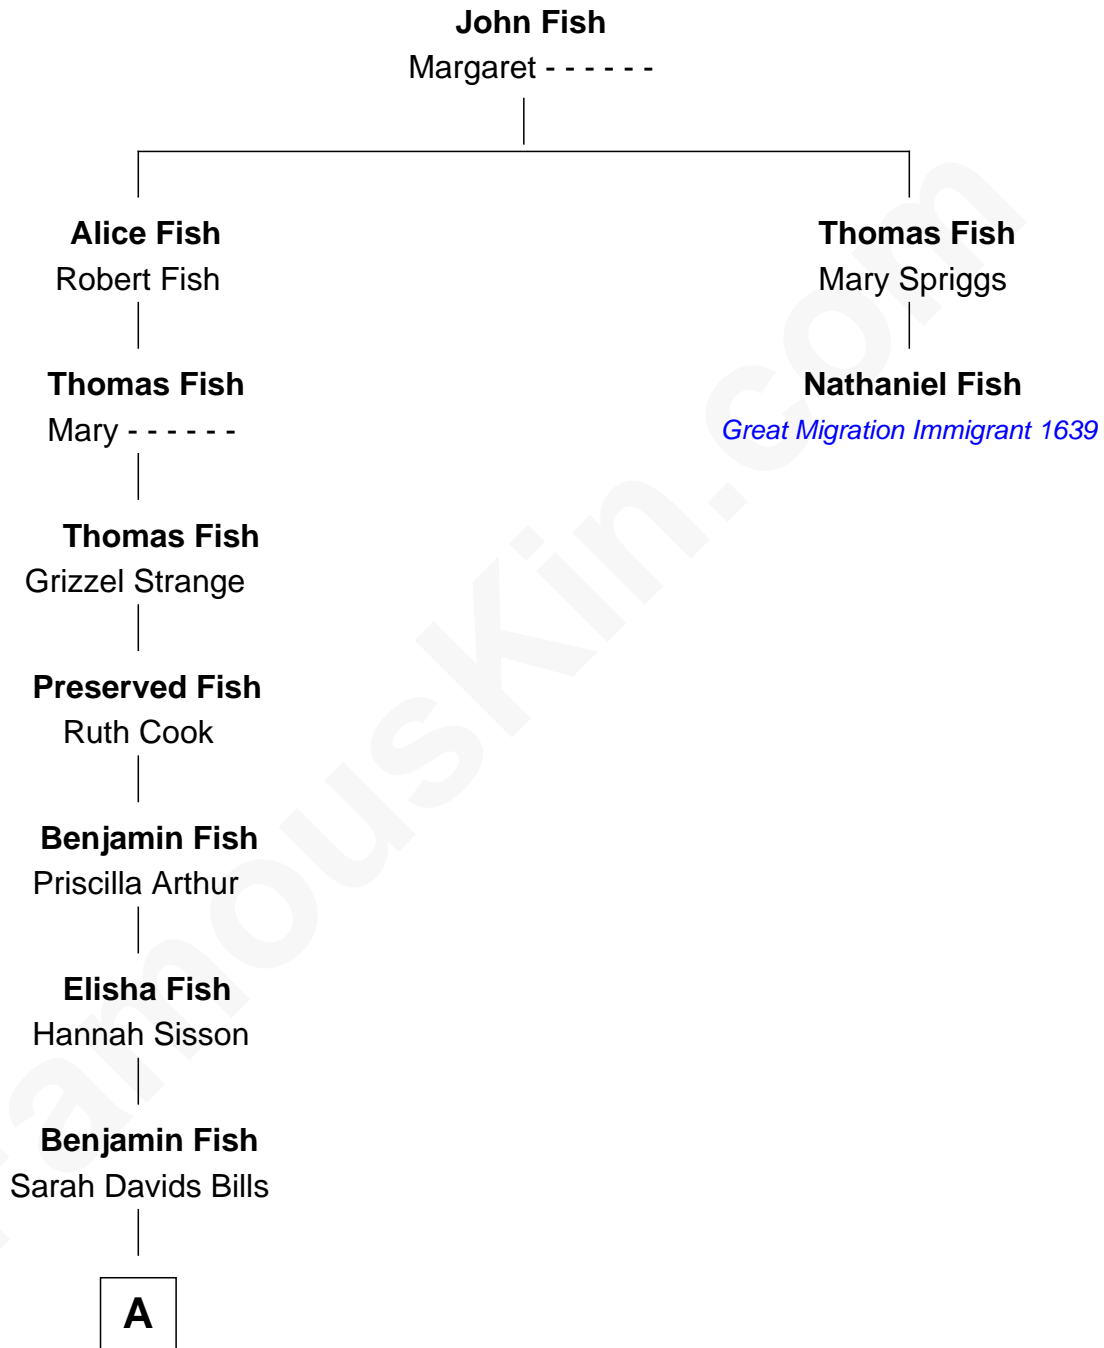 John Fish
Margaret - - - - - -
Alice Fish
Robert Fish
Thomas Fish
Mary Spriggs
Thomas Fish
Mary - - - - - -
Nathaniel Fish
Great Migration Immigrant 1639
Thomas Fish
Grizzel Strange
Preserved Fish
Ruth Cook
Benjamin Fish
Priscilla Arthur
Elisha Fish
Hannah Sisson
Benjamin Fish
Sarah Davids Bills
A
FamousKin.com